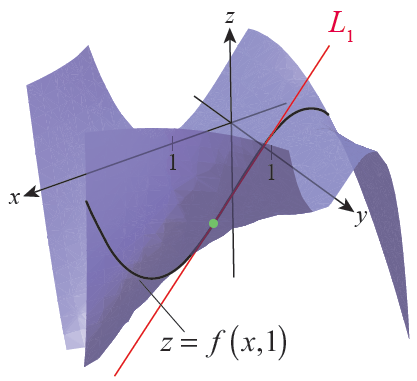 z
L₁
1
1
x
y
z = f(x,1)